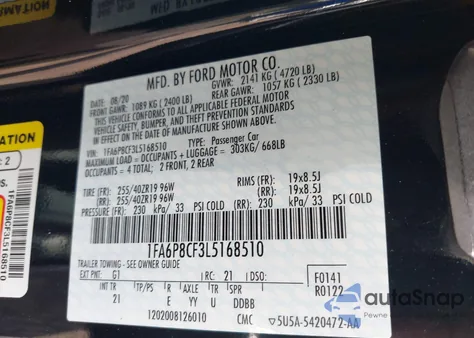 MFD. BY FORD MOTOR CO.
DATE: 08/20
GVWR: 2141 KG ( 4720 LB)
FRONT GAWR: 1089 KG ( 2400 LB)
REAR GAWR: 1057 KG ( 2330 LB)
THIS VEHICLE CONFORMS TO ALL APPLICABLE FEDERAL MOTOR
VEHICLE SAFETY, BUMPER, AND THEFT PREVENTION STANDARDS
IN EFFECT ON THE DATE OF MANUFACTURE SHOWN ABOVE.
VIN: 1FA6P8CF3L5168510
TYPE: Passenger Car
MAXIMUM LOAD = OCCUPANTS + LUGGAGE = 303KG/ 668LB
OCCUPANTS = 4 TOTAL; 2 FRONT, 2 REAR
TIRE (FR): 255/40ZR19 96W RIMS (FR): 19x8.5J
TIRE (RR): 255/40ZR19 96W RIMS (RR): 19x8.5J
PRESSURE (FR): 230 kPa/ 33 PSI COLD (RR): 230 kPa/ 33 PSI COLD
1FA6P8CF3L5168510
TRAILER TOWING - SEE OWNER GUIDE
EXT PNT: G1 RC: 21 DSO: F0141
INT TR TP/PS R AXLE TR SPR R0122
21 E YY U DDBB
1202008126010 CMC ▽5U5A-5420472-AA
1FA6P8CF3L5168510
autoSnap